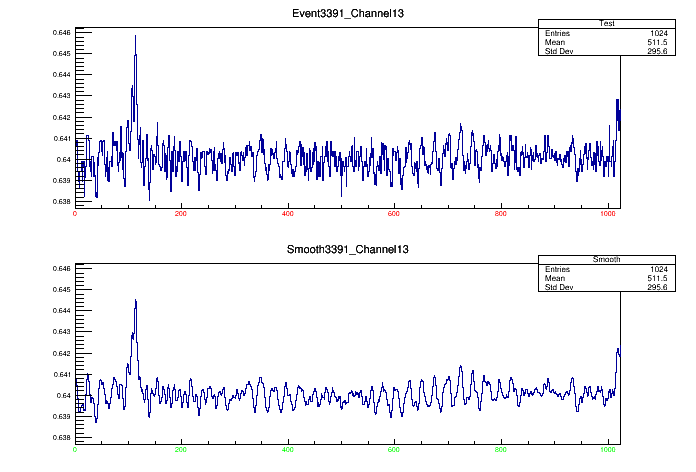 Event3391_Channel13
Test
Entries 1024
Mean 511.5
Std Dev 295.6
0.646
0.645
0.644
0.643
0.642
0.641
0.64
0.639
0.638
0 200 400 600 800 1000
Smooth3391_Channel13
Smooth
Entries 1024
Mean 511.5
Std Dev 295.6
0.646
0.645
0.644
0.643
0.642
0.641
0.64
0.639
0.638
0 200 400 600 800 1000